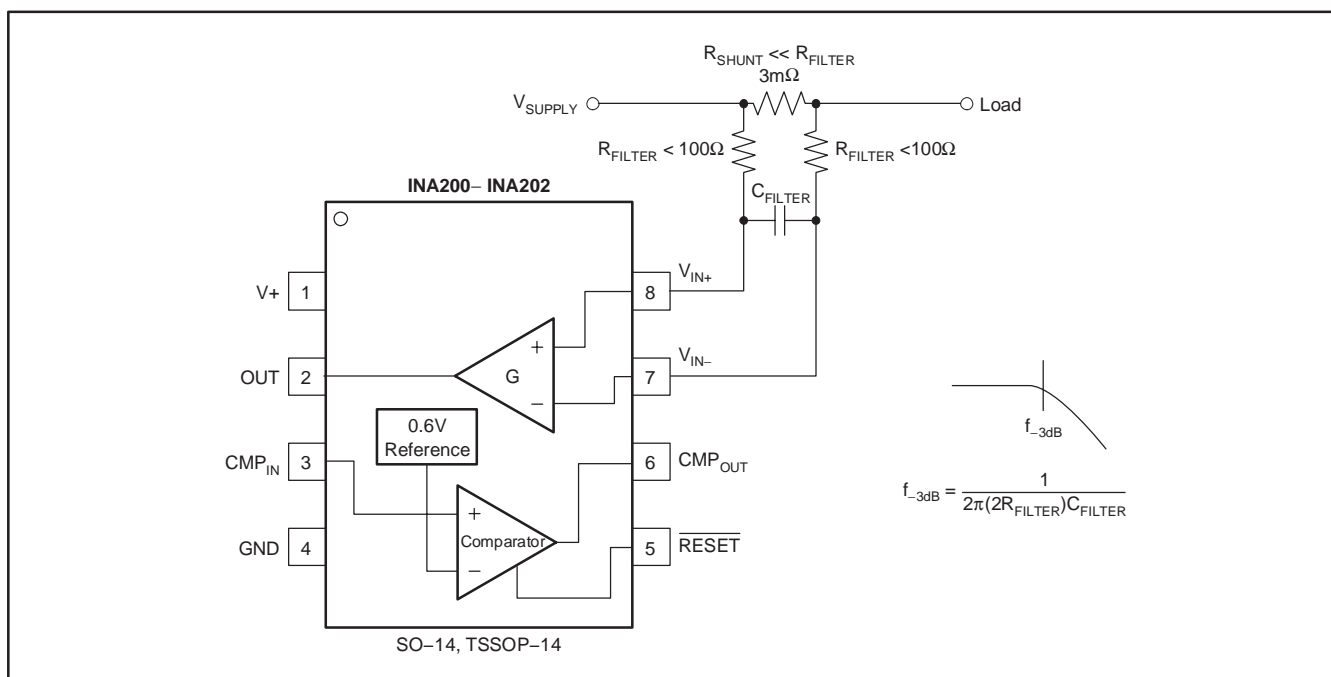 R_SHUNT << R_FILTER
3mΩ
V_SUPPLY
Load
R_FILTER < 100Ω
R_FILTER <100Ω
INA200– INA202
C_FILTER
V+
1
8
V_IN+
OUT
2
G
+
−
7
V_IN−
0.6V
Reference
CMP_IN
3
6
CMP_OUT
+
Comparator
−
GND
4
5
R̅E̅S̅E̅T̅
SO–14, TSSOP–14
f_−3dB
f_−3dB = 1 / 2π(2R_FILTER)C_FILTER